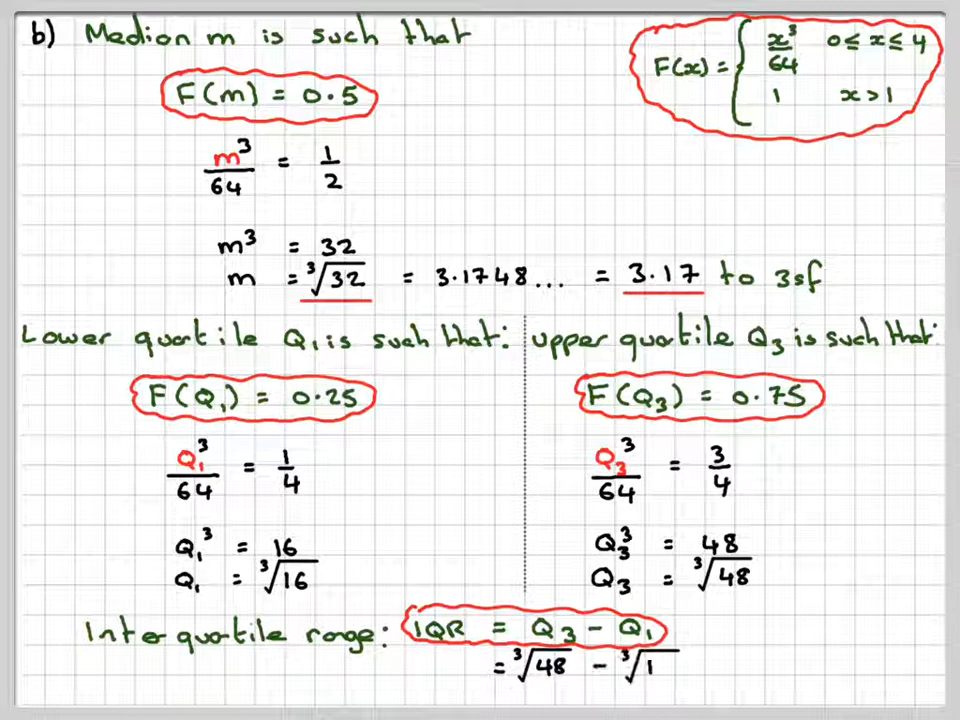 b) Median m is such that
F(m) = 0.5
F(x) = { x³/64 0 ≤ x ≤ 4
1 x > 1
m³/64 = 1/2
m³ = 32
m = ³√32 = 3.1748... = 3.17 to 3sf
Lower quartile Q₁ is such that:
F(Q₁) = 0.25
Q₁³/64 = 1/4
Q₁³ = 16
Q₁ = ³√16
upper quartile Q₃ is such that:
F(Q₃) = 0.75
Q₃³/64 = 3/4
Q₃³ = 48
Q₃ = ³√48
Interquartile range: IQR = Q₃ - Q₁
= ³√48 - ³√1